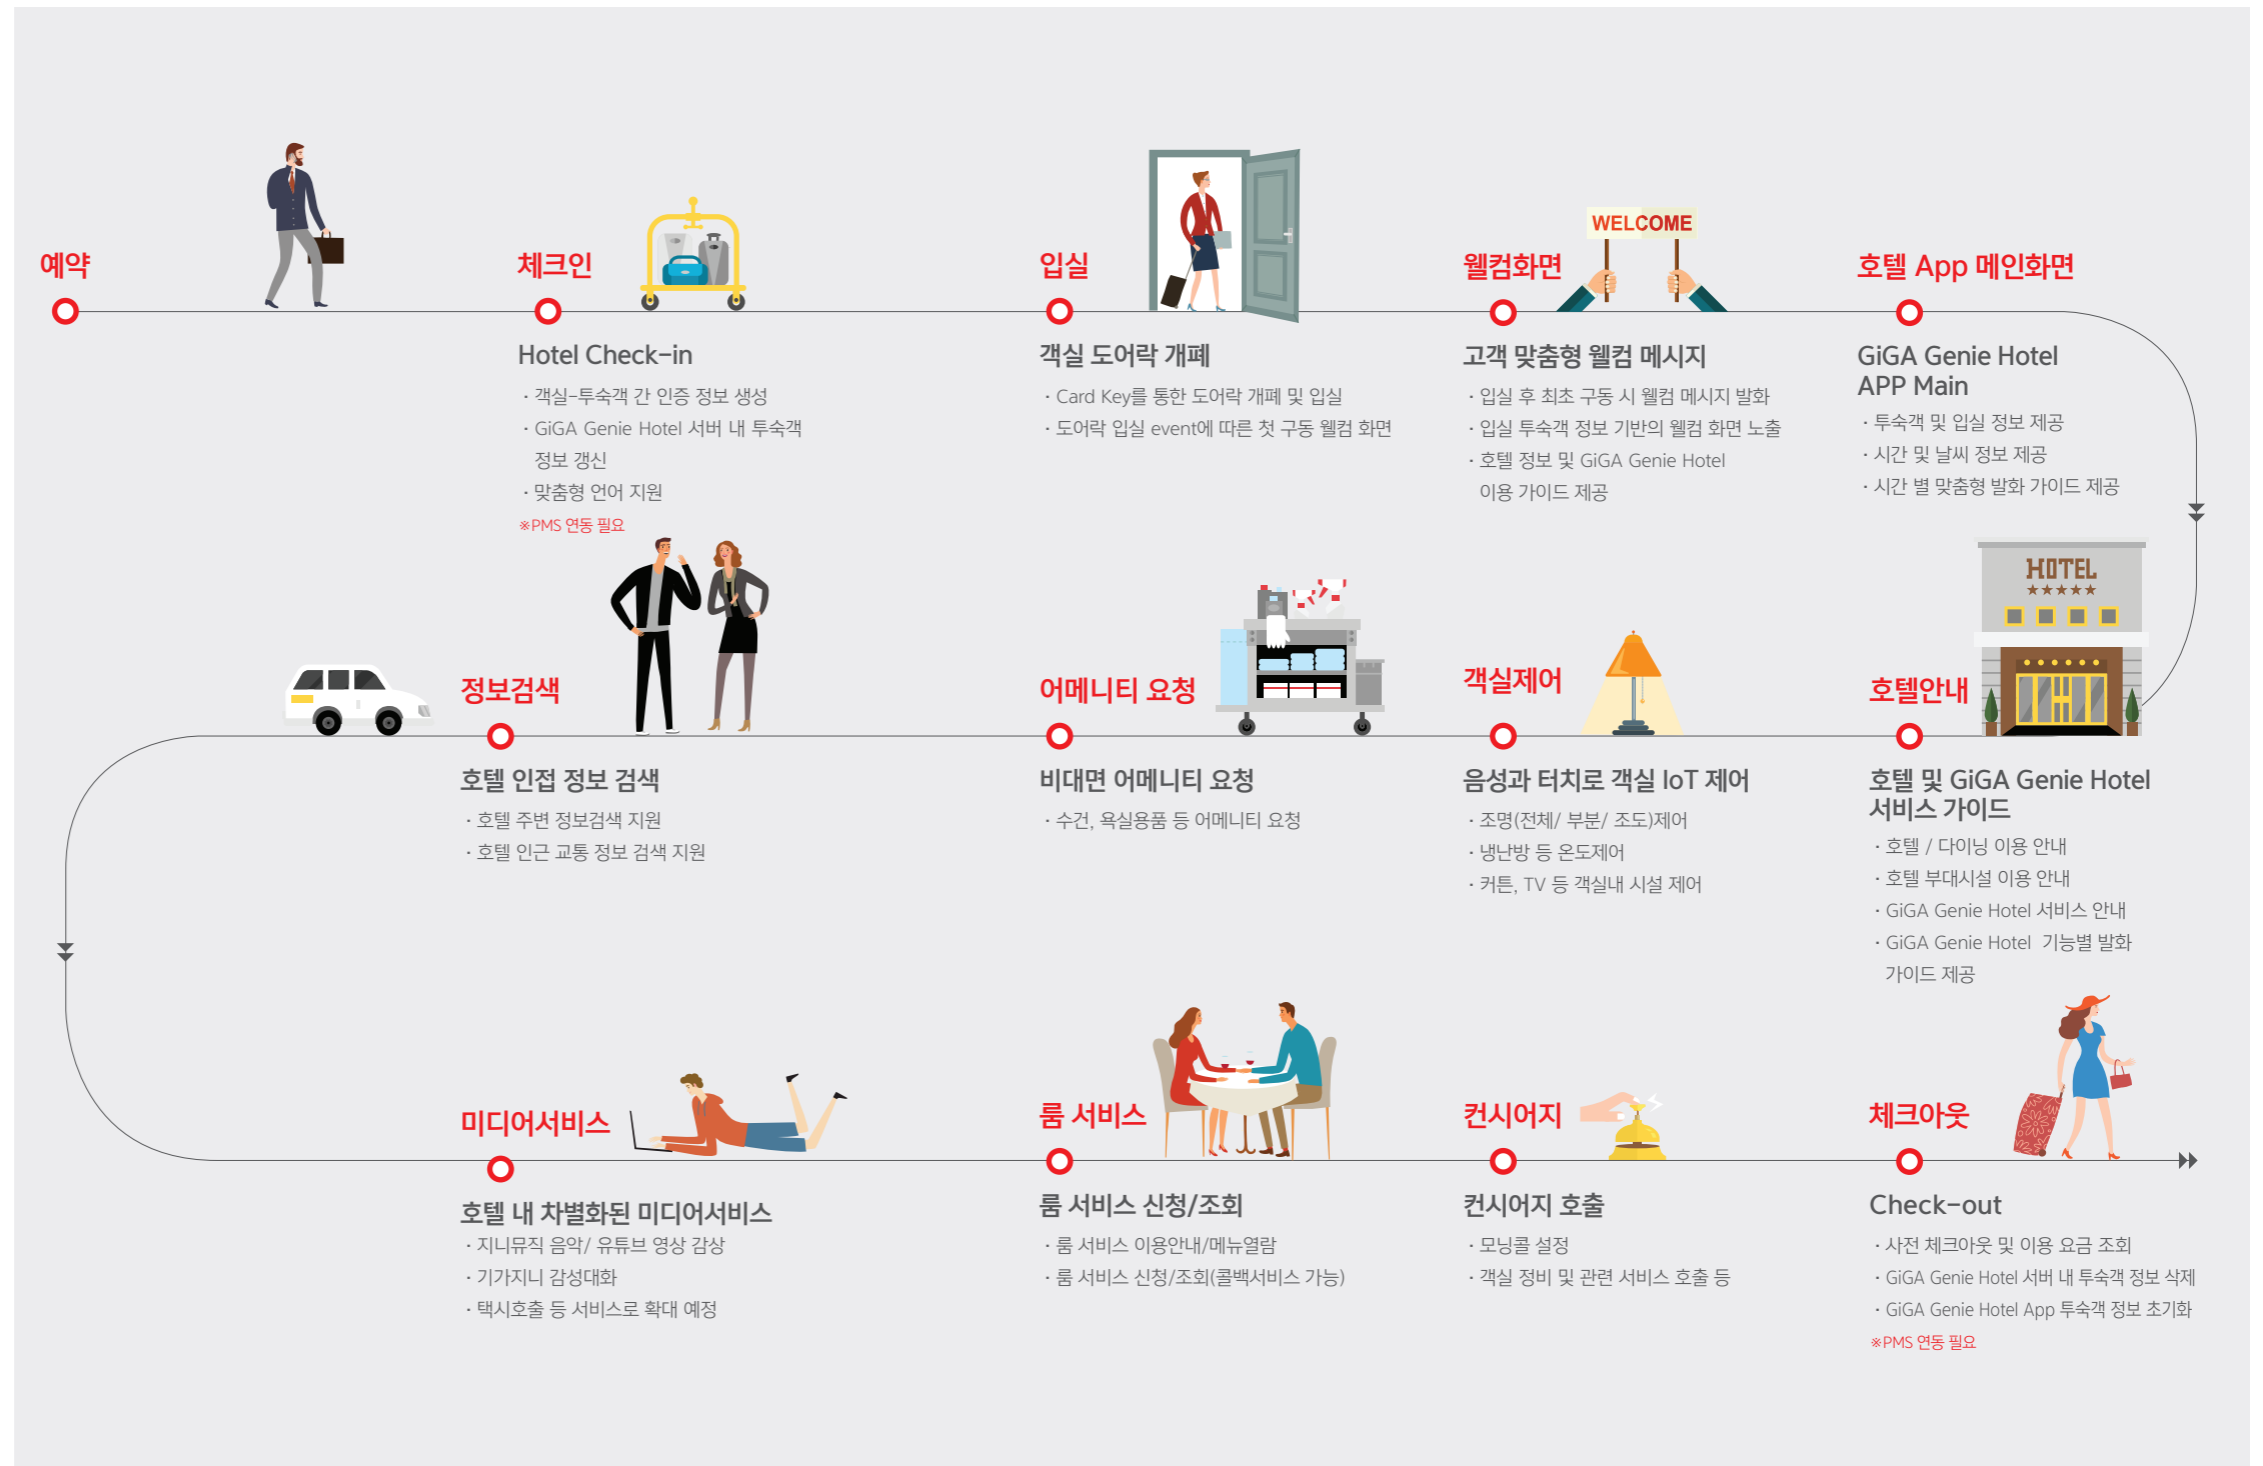 예약
체크인
Hotel Check-in
· 객실-투숙객 간 인증 정보 생성
· GiGA Genie Hotel 서버 내 투숙객
정보 갱신
· 맞춤형 언어 지원
※PMS 연동 필요
입실
객실 도어락 개폐
· Card Key를 통한 도어락 개폐 및 입실
· 도어락 입실 event에 따른 첫 구동 웰컴 화면
WELCOME
웰컴화면
고객 맞춤형 웰컴 메시지
· 입실 후 최초 구동 시 웰컴 메시지 발화
· 입실 투숙객 정보 기반의 웰컴 화면 노출
· 호텔 정보 및 GiGA Genie Hotel
이용 가이드 제공
호텔 App 메인화면
GiGA Genie Hotel
APP Main
· 투숙객 및 입실 정보 제공
· 시간 및 날씨 정보 제공
· 시간 별 맞춤형 발화 가이드 제공
HOTEL
호텔안내
호텔 및 GiGA Genie Hotel
서비스 가이드
· 호텔 / 다이닝 이용 안내
· 호텔 부대시설 이용 안내
· GiGA Genie Hotel 서비스 안내
· GiGA Genie Hotel 기능별 발화
가이드 제공
객실제어
음성과 터치로 객실 IoT 제어
· 조명(전체/ 부분/ 조도)제어
· 냉난방 등 온도제어
· 커튼, TV 등 객실내 시설 제어
어메니티 요청
비대면 어메니티 요청
· 수건, 욕실용품 등 어메니티 요청
정보검색
호텔 인접 정보 검색
· 호텔 주변 정보검색 지원
· 호텔 인근 교통 정보 검색 지원
미디어서비스
호텔 내 차별화된 미디어서비스
· 지니뮤직 음악/ 유튜브 영상 감상
· 기가지니 감성대화
· 택시호출 등 서비스로 확대 예정
룸 서비스
룸 서비스 신청/조회
· 룸 서비스 이용안내/메뉴열람
· 룸 서비스 신청/조회(콜백서비스 가능)
컨시어지
컨시어지 호출
· 모닝콜 설정
· 객실 정비 및 관련 서비스 호출 등
체크아웃
Check-out
· 사전 체크아웃 및 이용 요금 조회
· GiGA Genie Hotel 서버 내 투숙객 정보 삭제
· GiGA Genie Hotel App 투숙객 정보 초기화
※PMS 연동 필요